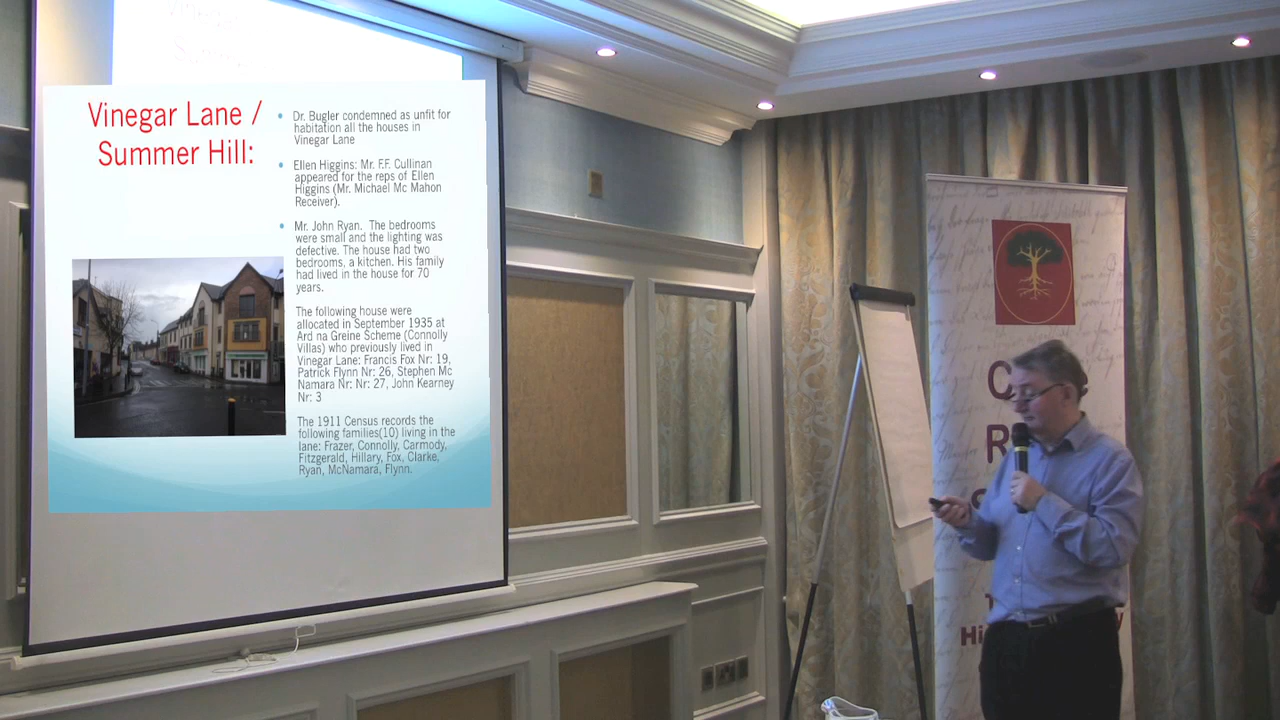 Vinegar Lane /
Summer Hill:
Dr. Bugler condemned as unfit for
habitation all the houses in
Vinegar Lane
Ellen Higgins: Mr. F.F. Cullinan
appeared for the reps of Ellen
Higgins (Mr. Michael Mc Mahon
Receiver).
Mr. John Ryan. The bedrooms
were small and the lighting was
defective. The house had two
bedrooms, a kitchen. His family
had lived in the house for 70
years.
The following house were
allocated in September 1935 at
Ard na Greine Scheme (Connolly
Villas) who previously lived in
Vinegar Lane: Francis Fox Nr: 19,
Patrick Flynn Nr: 26, Stephen Mc
Namara Nr: Nr: 27, John Kearney
Nr: 3
The 1911 Census records the
following families(10) living in the
lane: Frazer, Connolly, Carmody,
Fitzgerald, Hillary, Fox, Clarke,
Ryan, McNamara, Flynn.
C
R
Hi